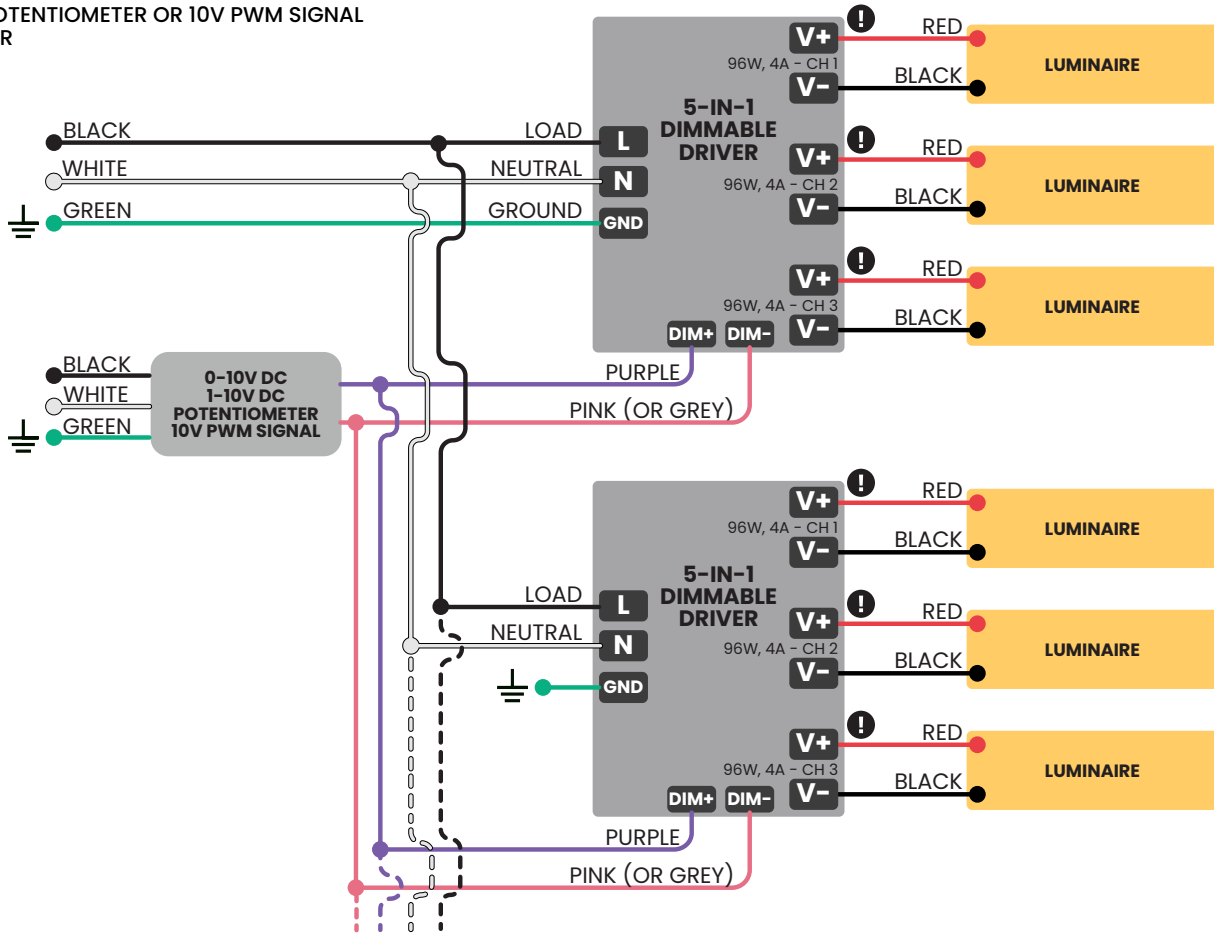 OTENTIOMETER OR 10V PWM SIGNAL
R
V+
!
RED
96W, 4A - CH 1
LUMINAIRE
V-
BLACK
5-IN-1
DIMMABLE
DRIVER
BLACK
LOAD
L
WHITE
NEUTRAL
N
GREEN
GROUND
GND
V+
!
RED
96W, 4A - CH 2
LUMINAIRE
V-
BLACK
V+
!
RED
96W, 4A - CH 3
LUMINAIRE
V-
BLACK
DIM+
DIM-
BLACK
WHITE
GREEN
0-10V DC
1-10V DC
POTENTIOMETER
10V PWM SIGNAL
PURPLE
PINK (OR GREY)
V+
!
RED
96W, 4A - CH 1
LUMINAIRE
V-
BLACK
5-IN-1
DIMMABLE
DRIVER
LOAD
L
NEUTRAL
N
GND
V+
!
RED
96W, 4A - CH 2
LUMINAIRE
V-
BLACK
V+
!
RED
96W, 4A - CH 3
LUMINAIRE
V-
BLACK
DIM+
DIM-
PURPLE
PINK (OR GREY)